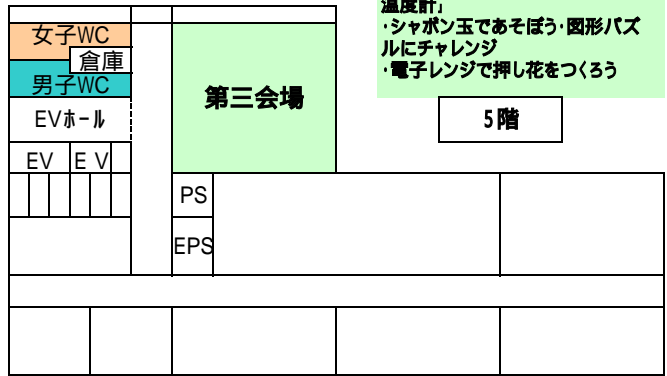 温度計」
・シャボン玉であそぼう・図形パズ
ルにチャレンジ
・電子レンジで押し花をつくろう
5階
女子WC
倉庫
男子WC
第三会場
EVホール
EV
EV
PS
EPS